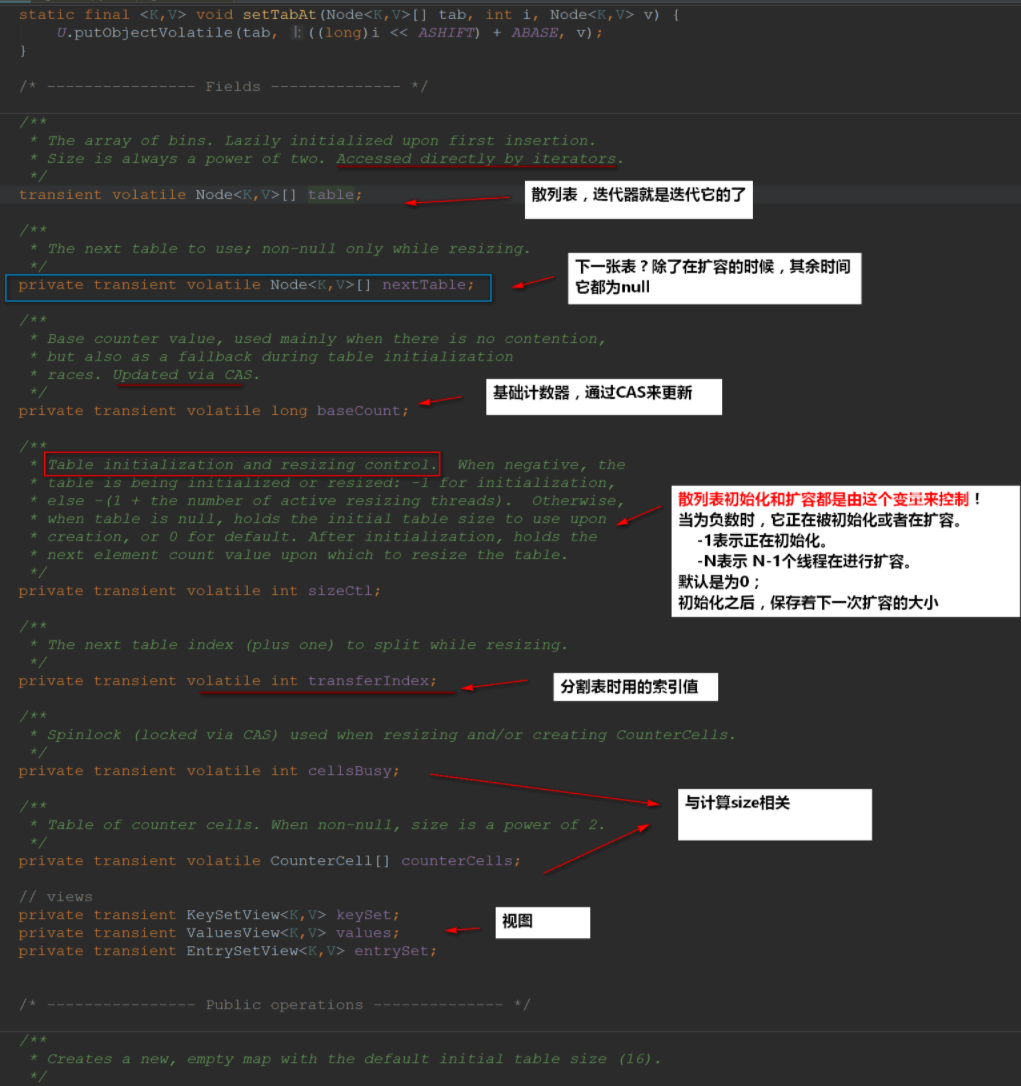 static final <K,V> void setTabAt(Node<K,V>[] tab, int i, Node<K,V> v) {
U.putObjectVolatile(tab, l: ((long)i << ASHIFT) + ABASE, v);
}
/* ---------------- Fields -------------- */
/**
* The array of bins. Lazily initialized upon first insertion.
* Size is always a power of two. Accessed directly by iterators.
*/
transient volatile Node<K,V>[] table;
散列表，迭代器就是迭代它的了
/**
* The next table to use; non-null only while resizing.
*/
private transient volatile Node<K,V>[] nextTable;
下一张表？除了在扩容的时候，其余时间
它都为null
/**
* Base counter value, used mainly when there is no contention,
* but also as a fallback during table initialization
* races. Updated via CAS.
*/
private transient volatile long baseCount;
基础计数器，通过CAS来更新
/**
* Table initialization and resizing control.  When negative, the
* table is being initialized or resized: -1 for initialization,
* else -(1 + the number of active resizing threads).  Otherwise,
* when table is null, holds the initial table size to use upon
* creation, or 0 for default. After initialization, holds the
* next element count value upon which to resize the table.
*/
private transient volatile int sizeCtl;
散列表初始化和扩容都是由这个变量来控制！
当为负数时，它正在被初始化或者在扩容。
-1表示正在初始化。
-N表示 N-1个线程在进行扩容。
默认是为0；
初始化之后，保存着下一次扩容的大小
/**
* The next table index (plus one) to split while resizing.
*/
private transient volatile int transferIndex;
分割表时用的索引值
/**
* Spinlock (locked via CAS) used when resizing and/or creating CounterCells.
*/
private transient volatile int cellsBusy;
与计算size相关
/**
* Table of counter cells. When non-null, size is a power of 2.
*/
private transient volatile CounterCell[] counterCells;
// views
private transient KeySetView<K,V> keySet;
private transient ValuesView<K,V> values;
private transient EntrySetView<K,V> entrySet;
视图
/* ---------------- Public operations -------------- */
/**
* Creates a new, empty map with the default initial table size (16).
*/